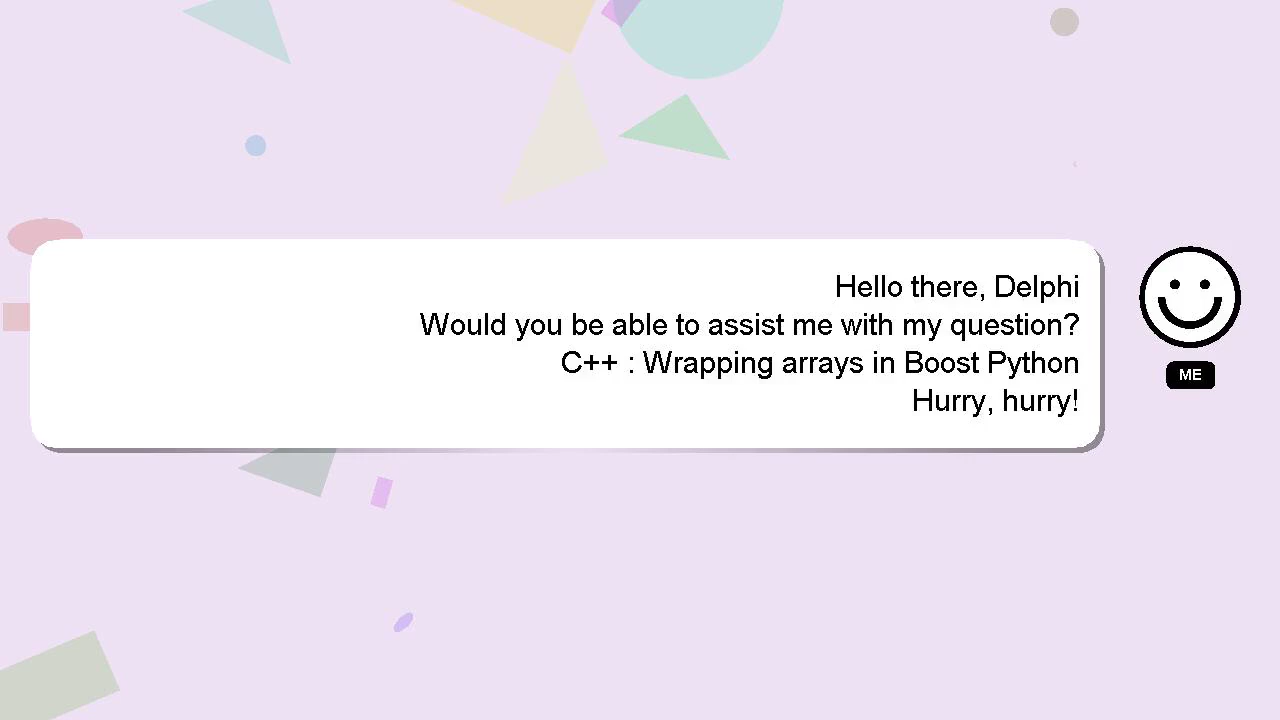 Hello there, Delphi
Would you be able to assist me with my question?
C++ : Wrapping arrays in Boost Python
Hurry, hurry!
ME